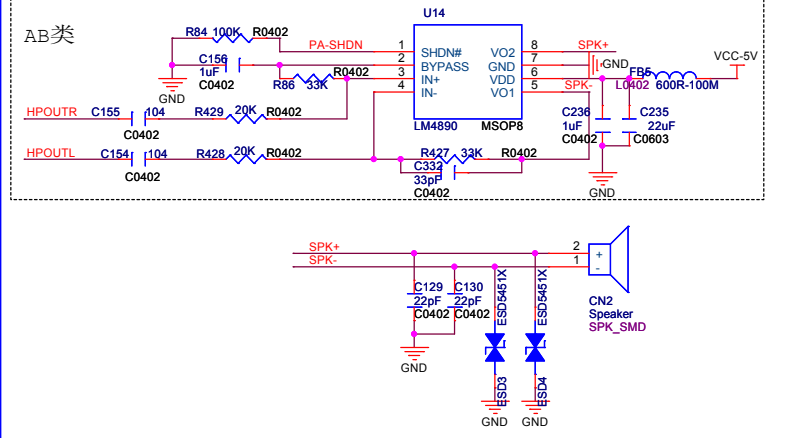 U14
AB类
R84 100K R0402
PA-SHDN
1 SHDN# VO2 8 SPK+
2 BYPASS GND 7 GND
3 IN+ VDD 6
4 IN- VO1 5 SPK-
VCC-5V
C156
1uF
C0402
GND
R86 33K R0402
FB5
L0402 600R-100M
HPOUTR C155 104 R429 20K R0402
C0402
LM4890 MSOP8
C236
1uF
C0402
C235
22uF
C0603
HPOUTL C154 104 R428 20K R0402
C0402
R427 33K R0402
C332
33pF
C0402
GND
SPK+ 2 +
SPK- 1 -
C129
22pF
C0402
C130
22pF
C0402
ESD5451X
ESD5451X
CN2
Speaker
SPK_SMD
GND
ESD3
ESD4
GND GND